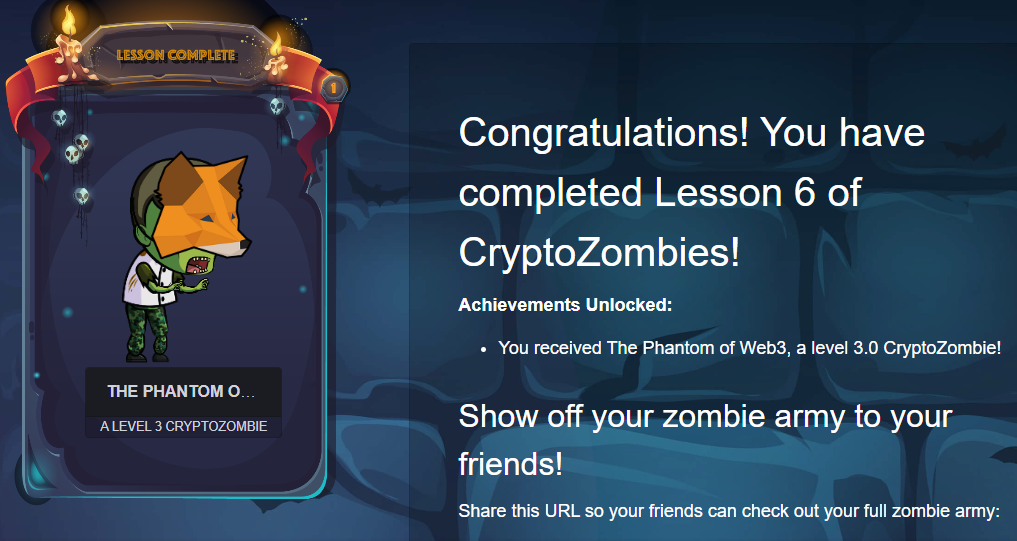 LESSON COMPLETE
1
THE PHANTOM O...
A LEVEL 3 CRYPTOZOMBIE
Congratulations! You have
completed Lesson 6 of
CryptoZombies!
Achievements Unlocked:
• You received The Phantom of Web3, a level 3.0 CryptoZombie!
Show off your zombie army to your
friends!
Share this URL so your friends can check out your full zombie army: